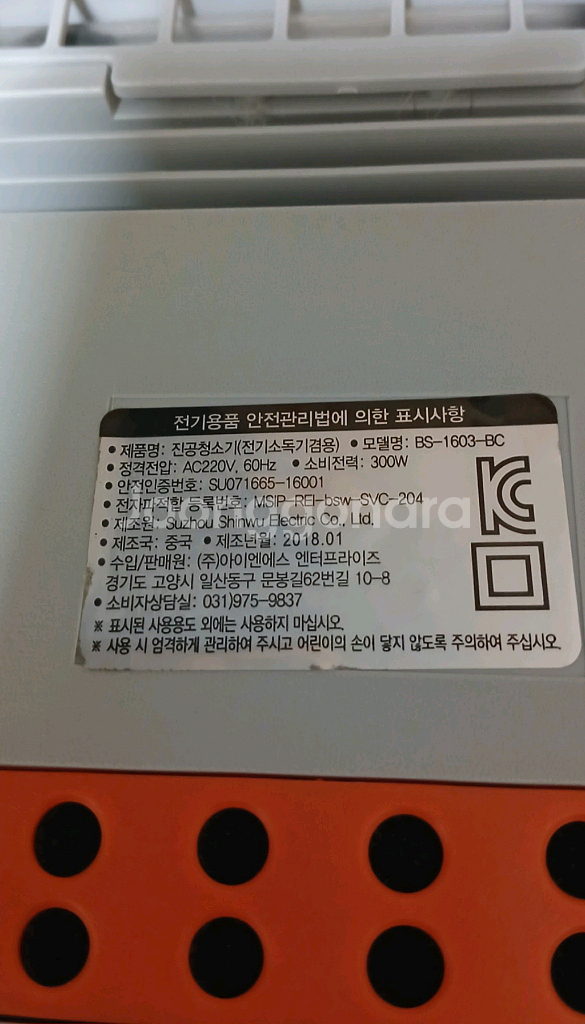 전기용품 안전관리법에 의한 표시사항
• 제품명: 진공청소기(전기소독기겸용) • 모델명: BS-1603-BC
• 정격전압: AC220V, 60Hz • 소비전력: 300W
• 안전인증번호: SU071665-16001
• 전자파적합 등록번호: MSIP-REI-bsw-SVC-204
• 제조원: Suzhou Shinwu Electric Co., Ltd.
joonggonara
• 제조국: 중국 • 제조년월: 2018.01
• 수입/판매원: (주)아이엔에스 엔터프라이즈
경기도 고양시 일산동구 문봉길62번길 10-8
• 소비자상담실: 031)975-9837
※ 표시된 사용용도 외에는 사용하지 마십시오.
※ 사용 시 엄격하게 관리하여 주시고 어린이의 손이 닿지 않도록 주의하여 주십시오.